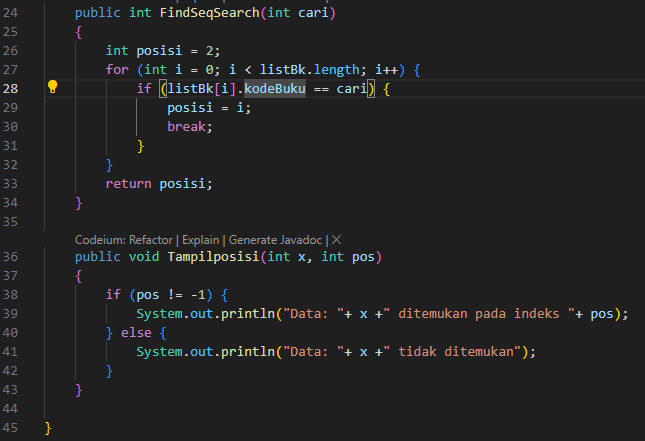 24 public int FindSeqSearch(int cari)
25 {
26 int posisi = 2;
27 for (int i = 0; i < listBk.length; i++) {
28 if (listBk[i].kodeBuku == cari) {
29 posisi = i;
30 break;
31 }
32 }
33 return posisi;
34 }
35
Codeium: Refactor | Explain | Generate Javadoc | ×
36 public void Tampilposisi(int x, int pos)
37 {
38 if (pos != -1) {
39 System.out.println("Data: "+ x +" ditemukan pada indeks "+ pos);
40 } else {
41 System.out.println("Data: "+ x +" tidak ditemukan");
42 }
43 }
44
45 }